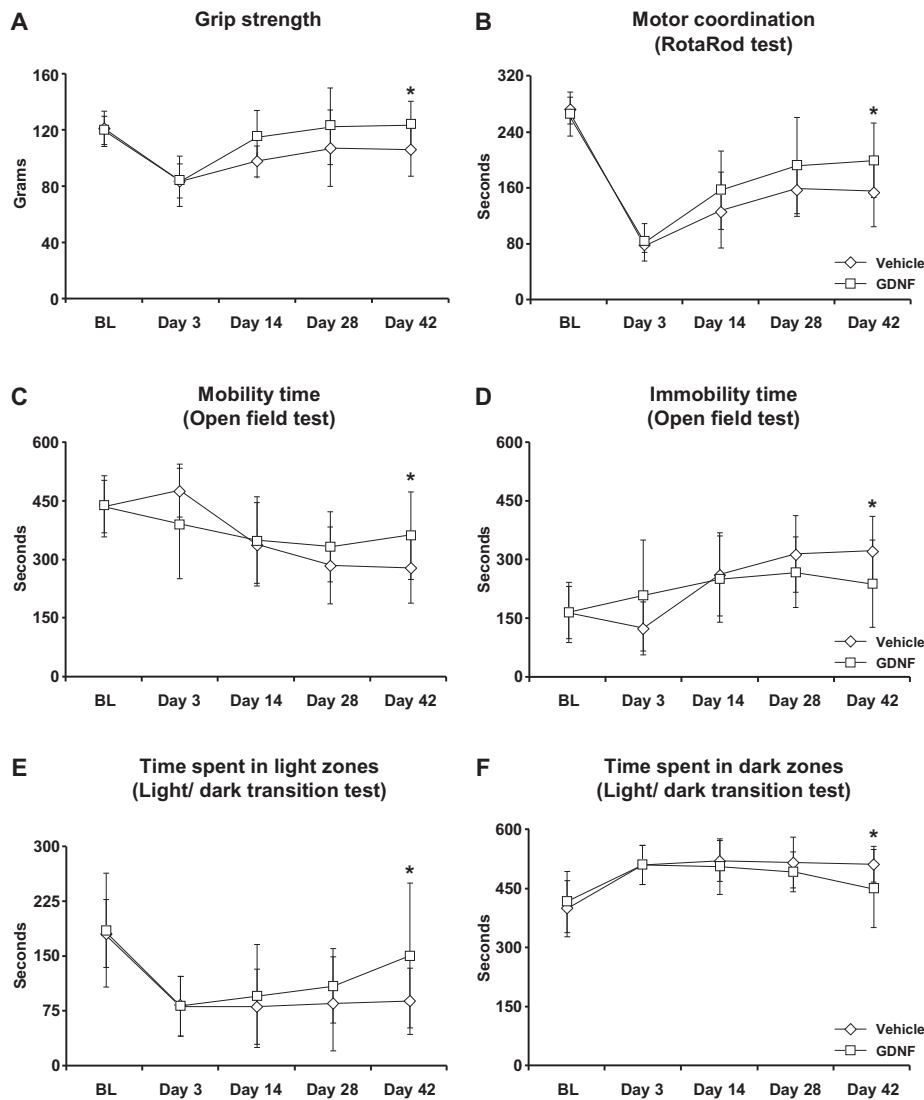 A
Grip strength
160
120
80
40
0
Grams
*
BL Day 3 Day 14 Day 28 Day 42
B
Motor coordination
(RotaRod test)
320
240
160
80
0
Seconds
*
Vehicle
GDNF
BL Day 3 Day 14 Day 28 Day 42
C
Mobility time
(Open field test)
600
450
300
150
0
Seconds
*
BL Day 3 Day 14 Day 28 Day 42
D
Immobility time
(Open field test)
600
450
300
150
0
Seconds
*
Vehicle
GDNF
BL Day 3 Day 14 Day 28 Day 42
E
Time spent in light zones
(Light/ dark transition test)
300
225
150
75
0
Seconds
*
BL Day 3 Day 14 Day 28 Day 42
F
Time spent in dark zones
(Light/ dark transition test)
600
450
300
150
0
Seconds
*
Vehicle
GDNF
BL Day 3 Day 14 Day 28 Day 42